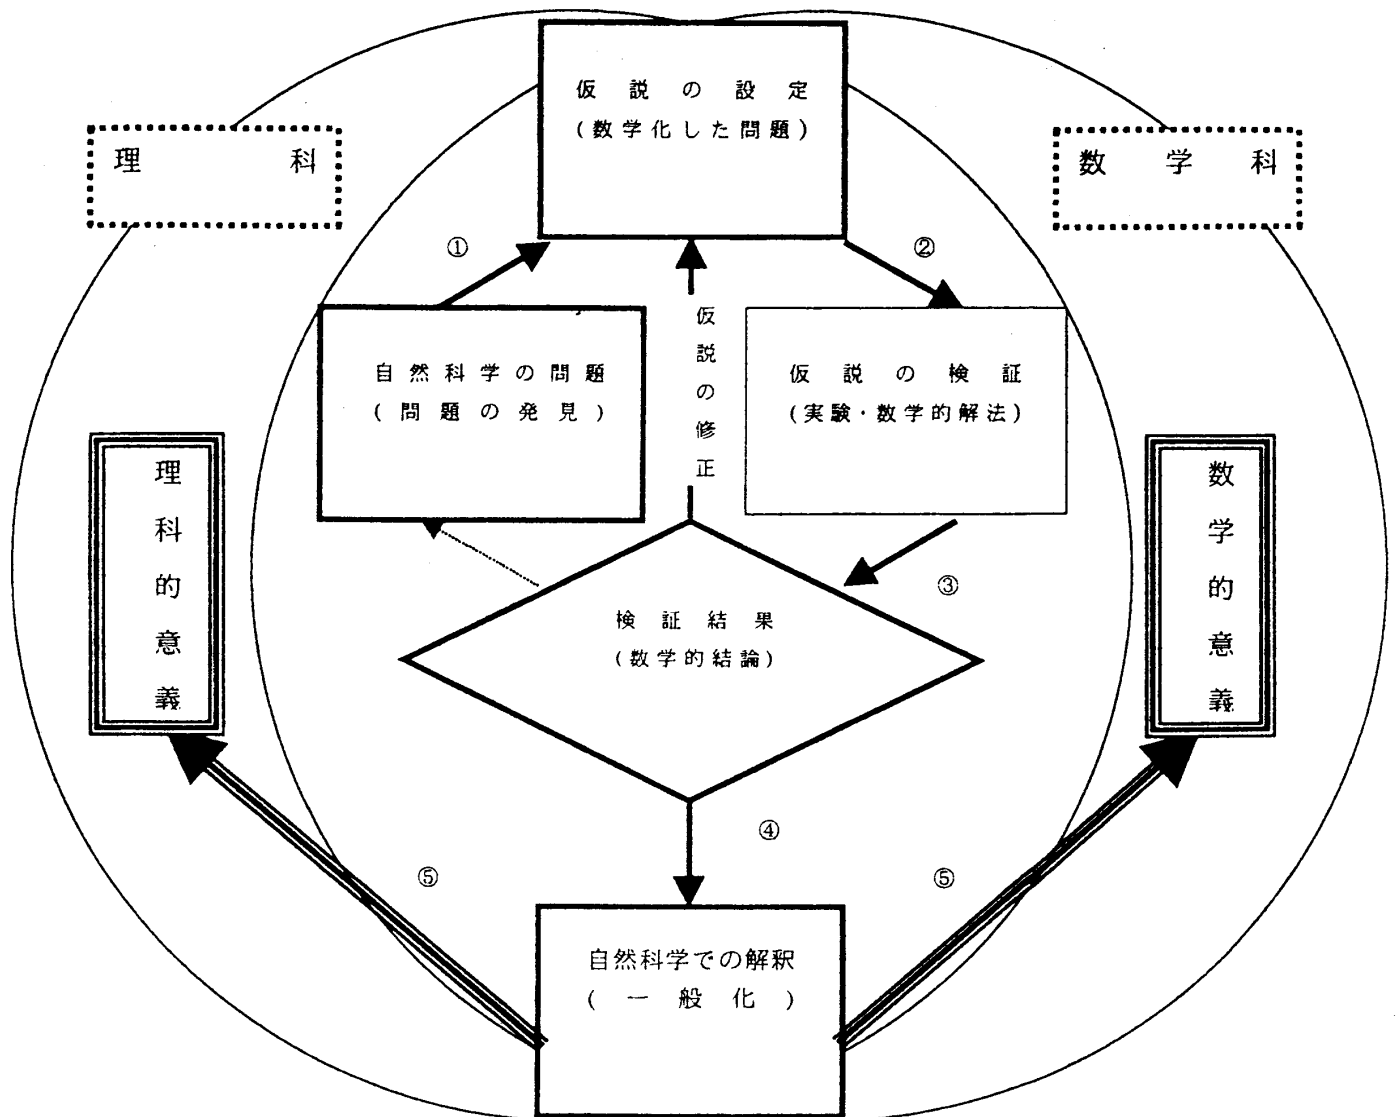 仮説の設定
(数学化した問題)
理科
数学科
①
②
仮説の修正
自然科学の問題
(問題の発見)
仮説の検証
(実験・数学的解法)
理科的意義
数学的意義
③
検証結果
(数学的結論)
④
⑤
⑤
自然科学での解釈
(一般化)